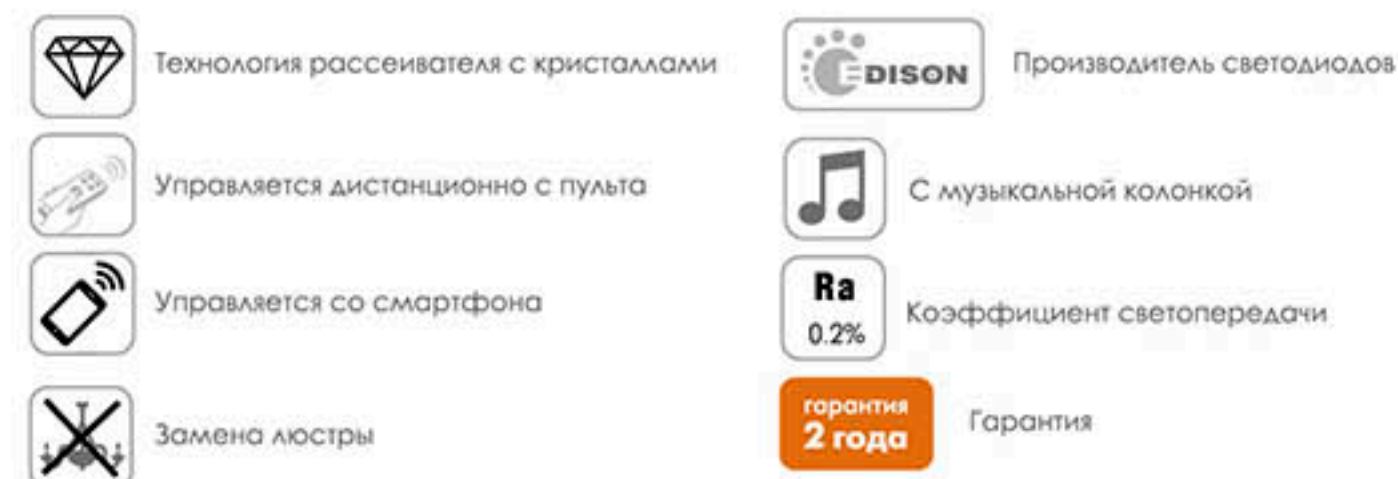 Технология рассеивателя с кристаллами
Управляется дистанционно с пульта
Управляется со смартфона
Замена люстры
EDISON
Производитель светодиодов
С музыкальной колонкой
Ra
0.2%
Коэффициент светопередачи
гарантия
2 года
Гарантия